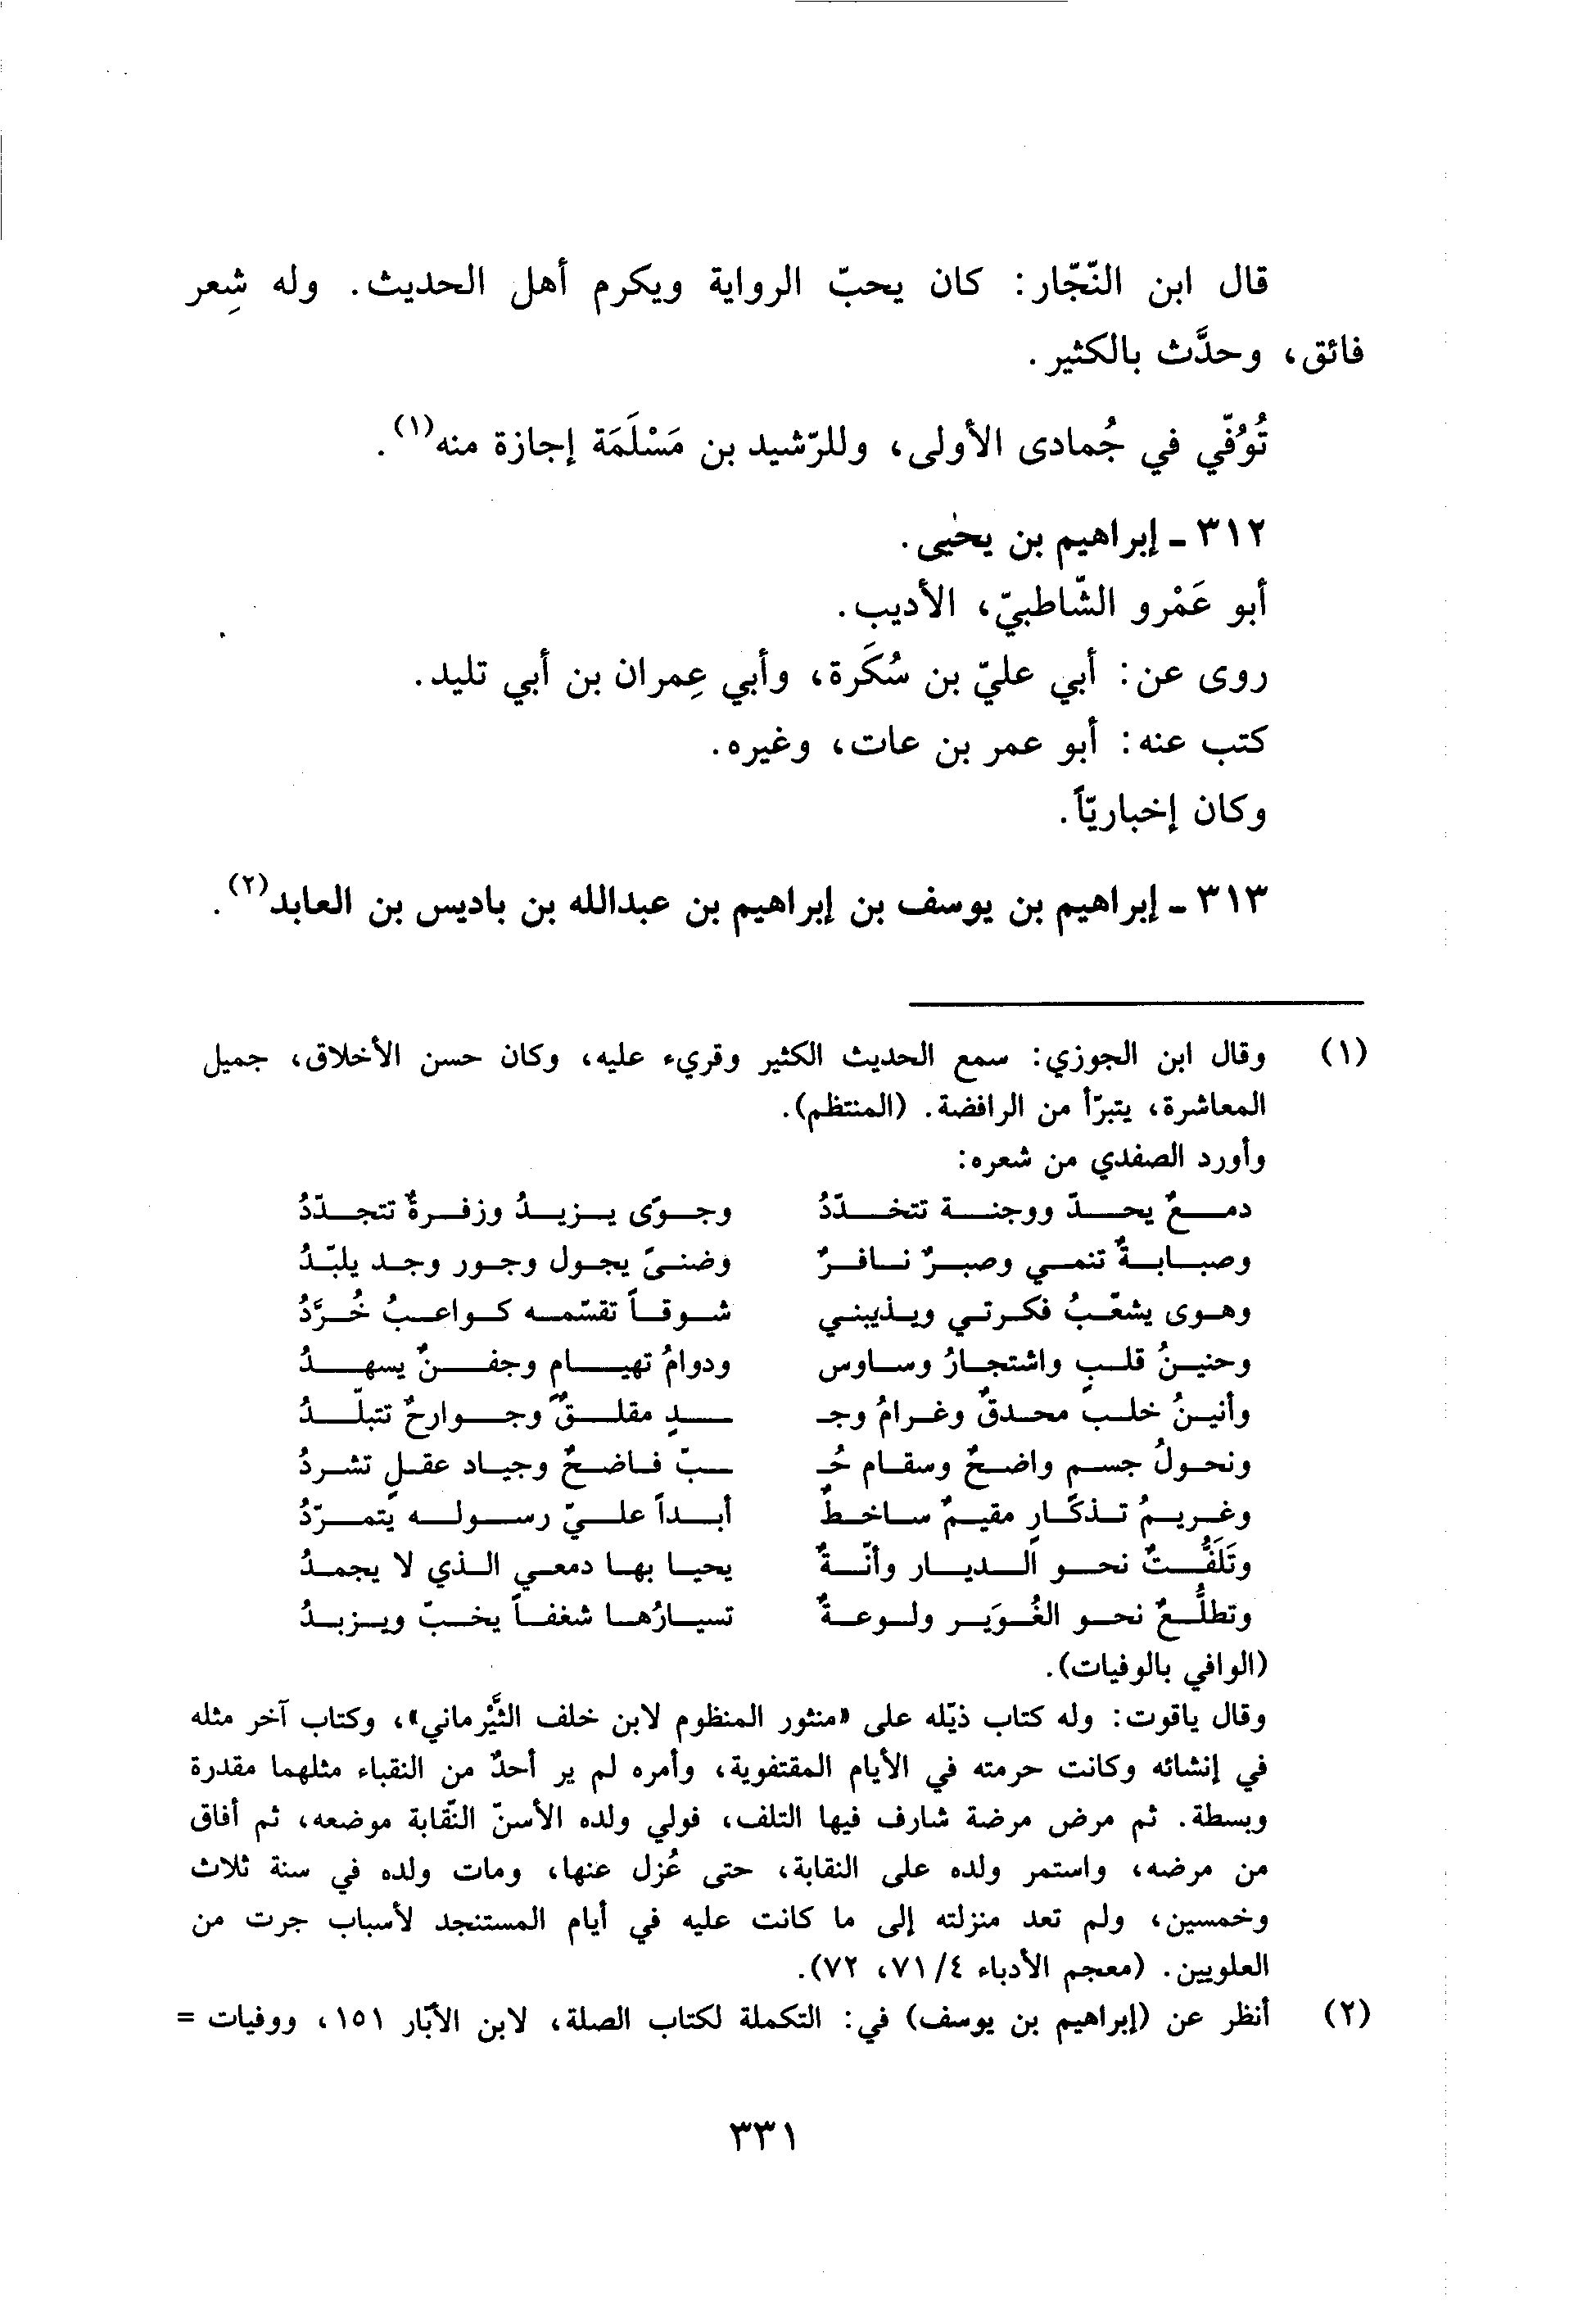 قال ابن النّجّار: كان يحبّ الرواية ويكرم أهل الحديث. وله شِعر
فائق، وحدَّث بالكثير.
تُوُفّي في جُمادى الأولى، وللرّشيد بن مَسْلَمَة إجازة منه(١).
٣١٢ - إبراهيم بن يحيى.
أبو عَمْرو الشّاطبيّ، الأديب.
روى عن: أبي عليّ بن سُكَرة، وأبي عِمران بن أبي تليد.
كتب عنه: أبو عمر بن عات، وغيره.
وكان إخباريّاً.
٣١٣ - إبراهيم بن يوسف بن إبراهيم بن عبدالله بن باديس بن العابد(٢).
(١) وقال ابن الجوزي: سمع الحديث الكثير وقريء عليه، وكان حسن الأخلاق، جميل
المعاشرة، يتبرّأ من الرافضة. (المنتظم).
وأورد الصفدي من شعره:
دمعٌ يحدّ ووجنة تتخدّدُ وجوًى يزيدُ وزفرةٌ تتجدّدُ
وصبابةٌ تنمي وصبرٌ نافرٌ وضنىً يجول وجور وجد يلبّدُ
وهوى يشعّبُ فكرتي ويذيبني شوقاً تقسّمه كواعبُ خُرَّدُ
وحنينُ قلبٍ واشتجارُ وساوس ودوامُ تهيام وجفنٌ يسهدُ
وأنينُ خلب محدقٌ وغرامُ وجـ ـدٍ مقلقٌ وجوارحٌ تتبلّدُ
ونحولُ جسم واضحٌ وسقام حُـ ـبّ فاضحٌ وجياد عقلٍ تشردُ
وغريمُ تذكارٍ مقيمٌ ساخطٌ أبداً عليّ رسوله يتمرّدُ
وتَلَفُّتٌ نحو الديار وأنّةٌ يحيا بها دمعي الذي لا يجمدُ
وتطلُّعٌ نحو الغُوَير ولوعةٌ تسيارُها شغفاً يخبّ ويزبدُ
(الوافي بالوفيات).
وقال ياقوت: وله كتاب ذيّله على «منثور المنظوم لابن خلف الثَّيْرماني»، وكتاب آخر مثله
في إنشائه وكانت حرمته في الأيام المقتفوية، وأمره لم ير أحدٌ من النقباء مثلهما مقدرة
وبسطة. ثم مرض مرضة شارف فيها التلف، فولي ولده الأسنّ النّقابة موضعه، ثم أفاق
من مرضه، واستمر ولده على النقابة، حتى عُزل عنها، ومات ولده في سنة ثلاث
وخمسين، ولم تعد منزلته إلى ما كانت عليه في أيام المستنجد لأسباب جرت من
العلويين. (معجم الأدباء ٤/ ٧١، ٧٢).
(٢) أنظر عن (إبراهيم بن يوسف) في: التكملة لكتاب الصلة، لابن الأبّار ١٥١، ووفيات =
٣٣١